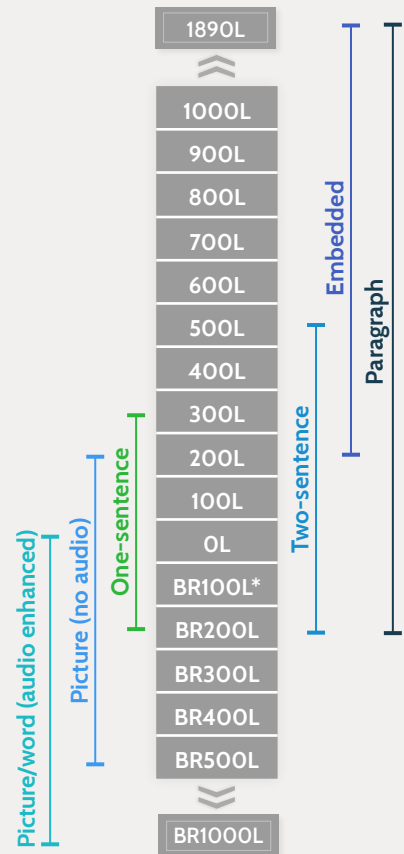 1890L
1000L
900L
800L
700L
600L
500L
400L
300L
200L
100L
0L
BR100L*
BR200L
BR300L
BR400L
BR500L
BR1000L
Picture/word (audio enhanced)
Picture (no audio)
One-sentence
Two-sentence
Embedded
Paragraph